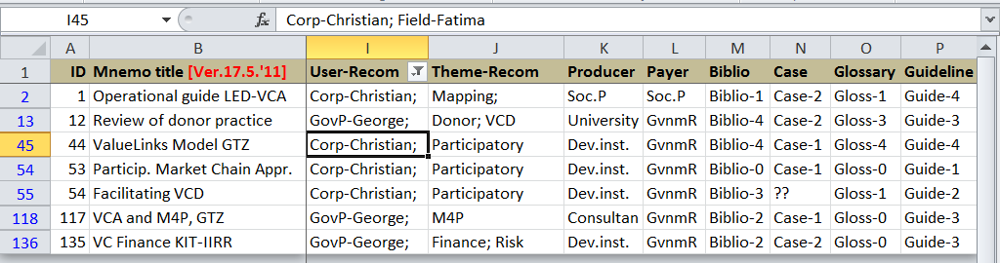 I45 fx Corp-Christian; Field-Fatima
A B I J K L M N O P
1 ID Mnemo title [Ver.17.5.'11] User-Recom Theme-Recom Producer Payer Biblio Case Glossary Guideline
2 1 Operational guide LED-VCA Corp-Christian; Mapping; Soc.P Soc.P Biblio-1 Case-2 Gloss-1 Guide-4
13 12 Review of donor practice GovP-George; Donor; VCD University GvnmR Biblio-4 Case-2 Gloss-3 Guide-3
45 44 ValueLinks Model GTZ Corp-Christian; Participatory Dev.inst. GvnmR Biblio-4 Case-1 Gloss-4 Guide-4
54 53 Particip. Market Chain Appr. Corp-Christian; Participatory Dev.inst. GvnmR Biblio-0 Case-1 Gloss-0 Guide-1
55 54 Facilitating VCD Corp-Christian; Participatory Dev.inst. GvnmR Biblio-3 ?? Gloss-1 Guide-2
118 117 VCA and M4P, GTZ GovP-George; M4P Consultan GvnmR Biblio-2 Case-1 Gloss-0 Guide-3
136 135 VC Finance KIT-IIRR GovP-George; Finance; Risk Dev.inst. GvnmR Biblio-2 Case-2 Gloss-0 Guide-3